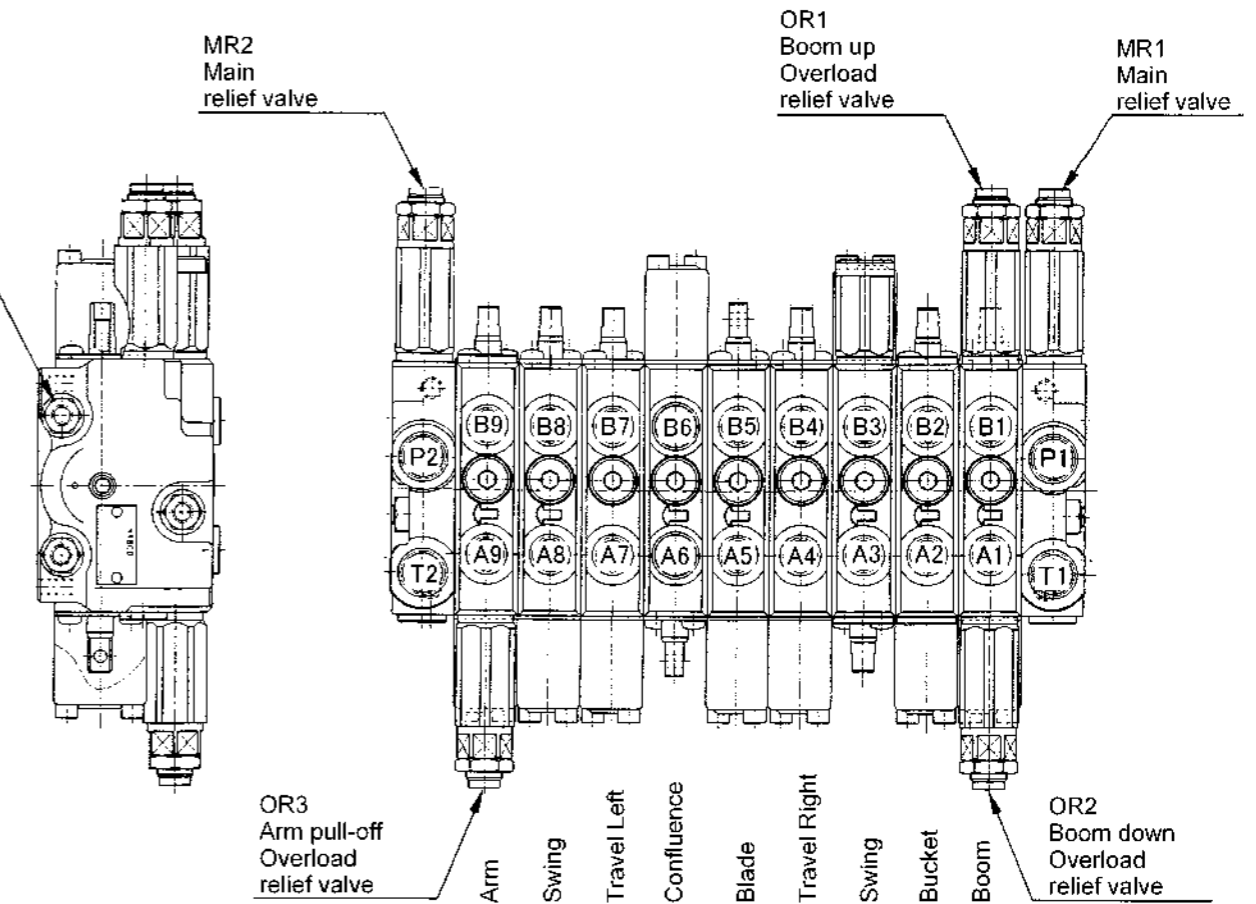 MR2
Main
relief valve
OR1
Boom up
Overload
relief valve
MR1
Main
relief valve
B9 B8 B7 B6 B5 B4 B3 B2 B1
P2 P1
A9 A8 A7 A6 A5 A4 A3 A2 A1
T2 T1
OR3
Arm pull-off
Overload
relief valve
Arm
Swing
Travel Left
Confluence
Blade
Travel Right
Swing
Bucket
Boom
OR2
Boom down
Overload
relief valve